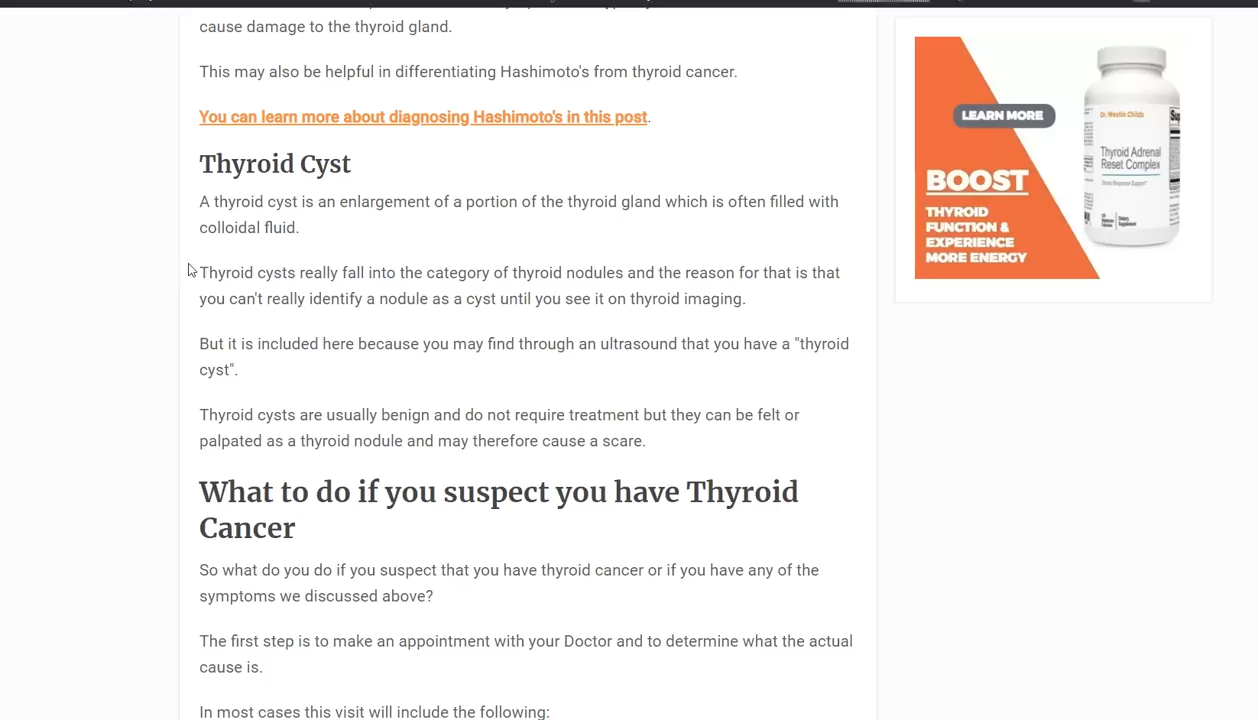 cause damage to the thyroid gland.
This may also be helpful in differentiating Hashimoto's from thyroid cancer.
You can learn more about diagnosing Hashimoto's in this post.
Thyroid Cyst
A thyroid cyst is an enlargement of a portion of the thyroid gland which is often filled with
colloidal fluid.
Thyroid cysts really fall into the category of thyroid nodules and the reason for that is that
you can't really identify a nodule as a cyst until you see it on thyroid imaging.
But it is included here because you may find through an ultrasound that you have a "thyroid
cyst".
Thyroid cysts are usually benign and do not require treatment but they can be felt or
palpated as a thyroid nodule and may therefore cause a scare.
What to do if you suspect you have Thyroid
Cancer
So what do you do if you suspect that you have thyroid cancer or if you have any of the
symptoms we discussed above?
The first step is to make an appointment with your Doctor and to determine what the actual
cause is.
In most cases this visit will include the following:
LEARN MORE
BOOST
THYROID
FUNCTION &
EXPERIENCE
MORE ENERGY
Dr. Westin Childs
Thyroid Adrenal
Reset Complex